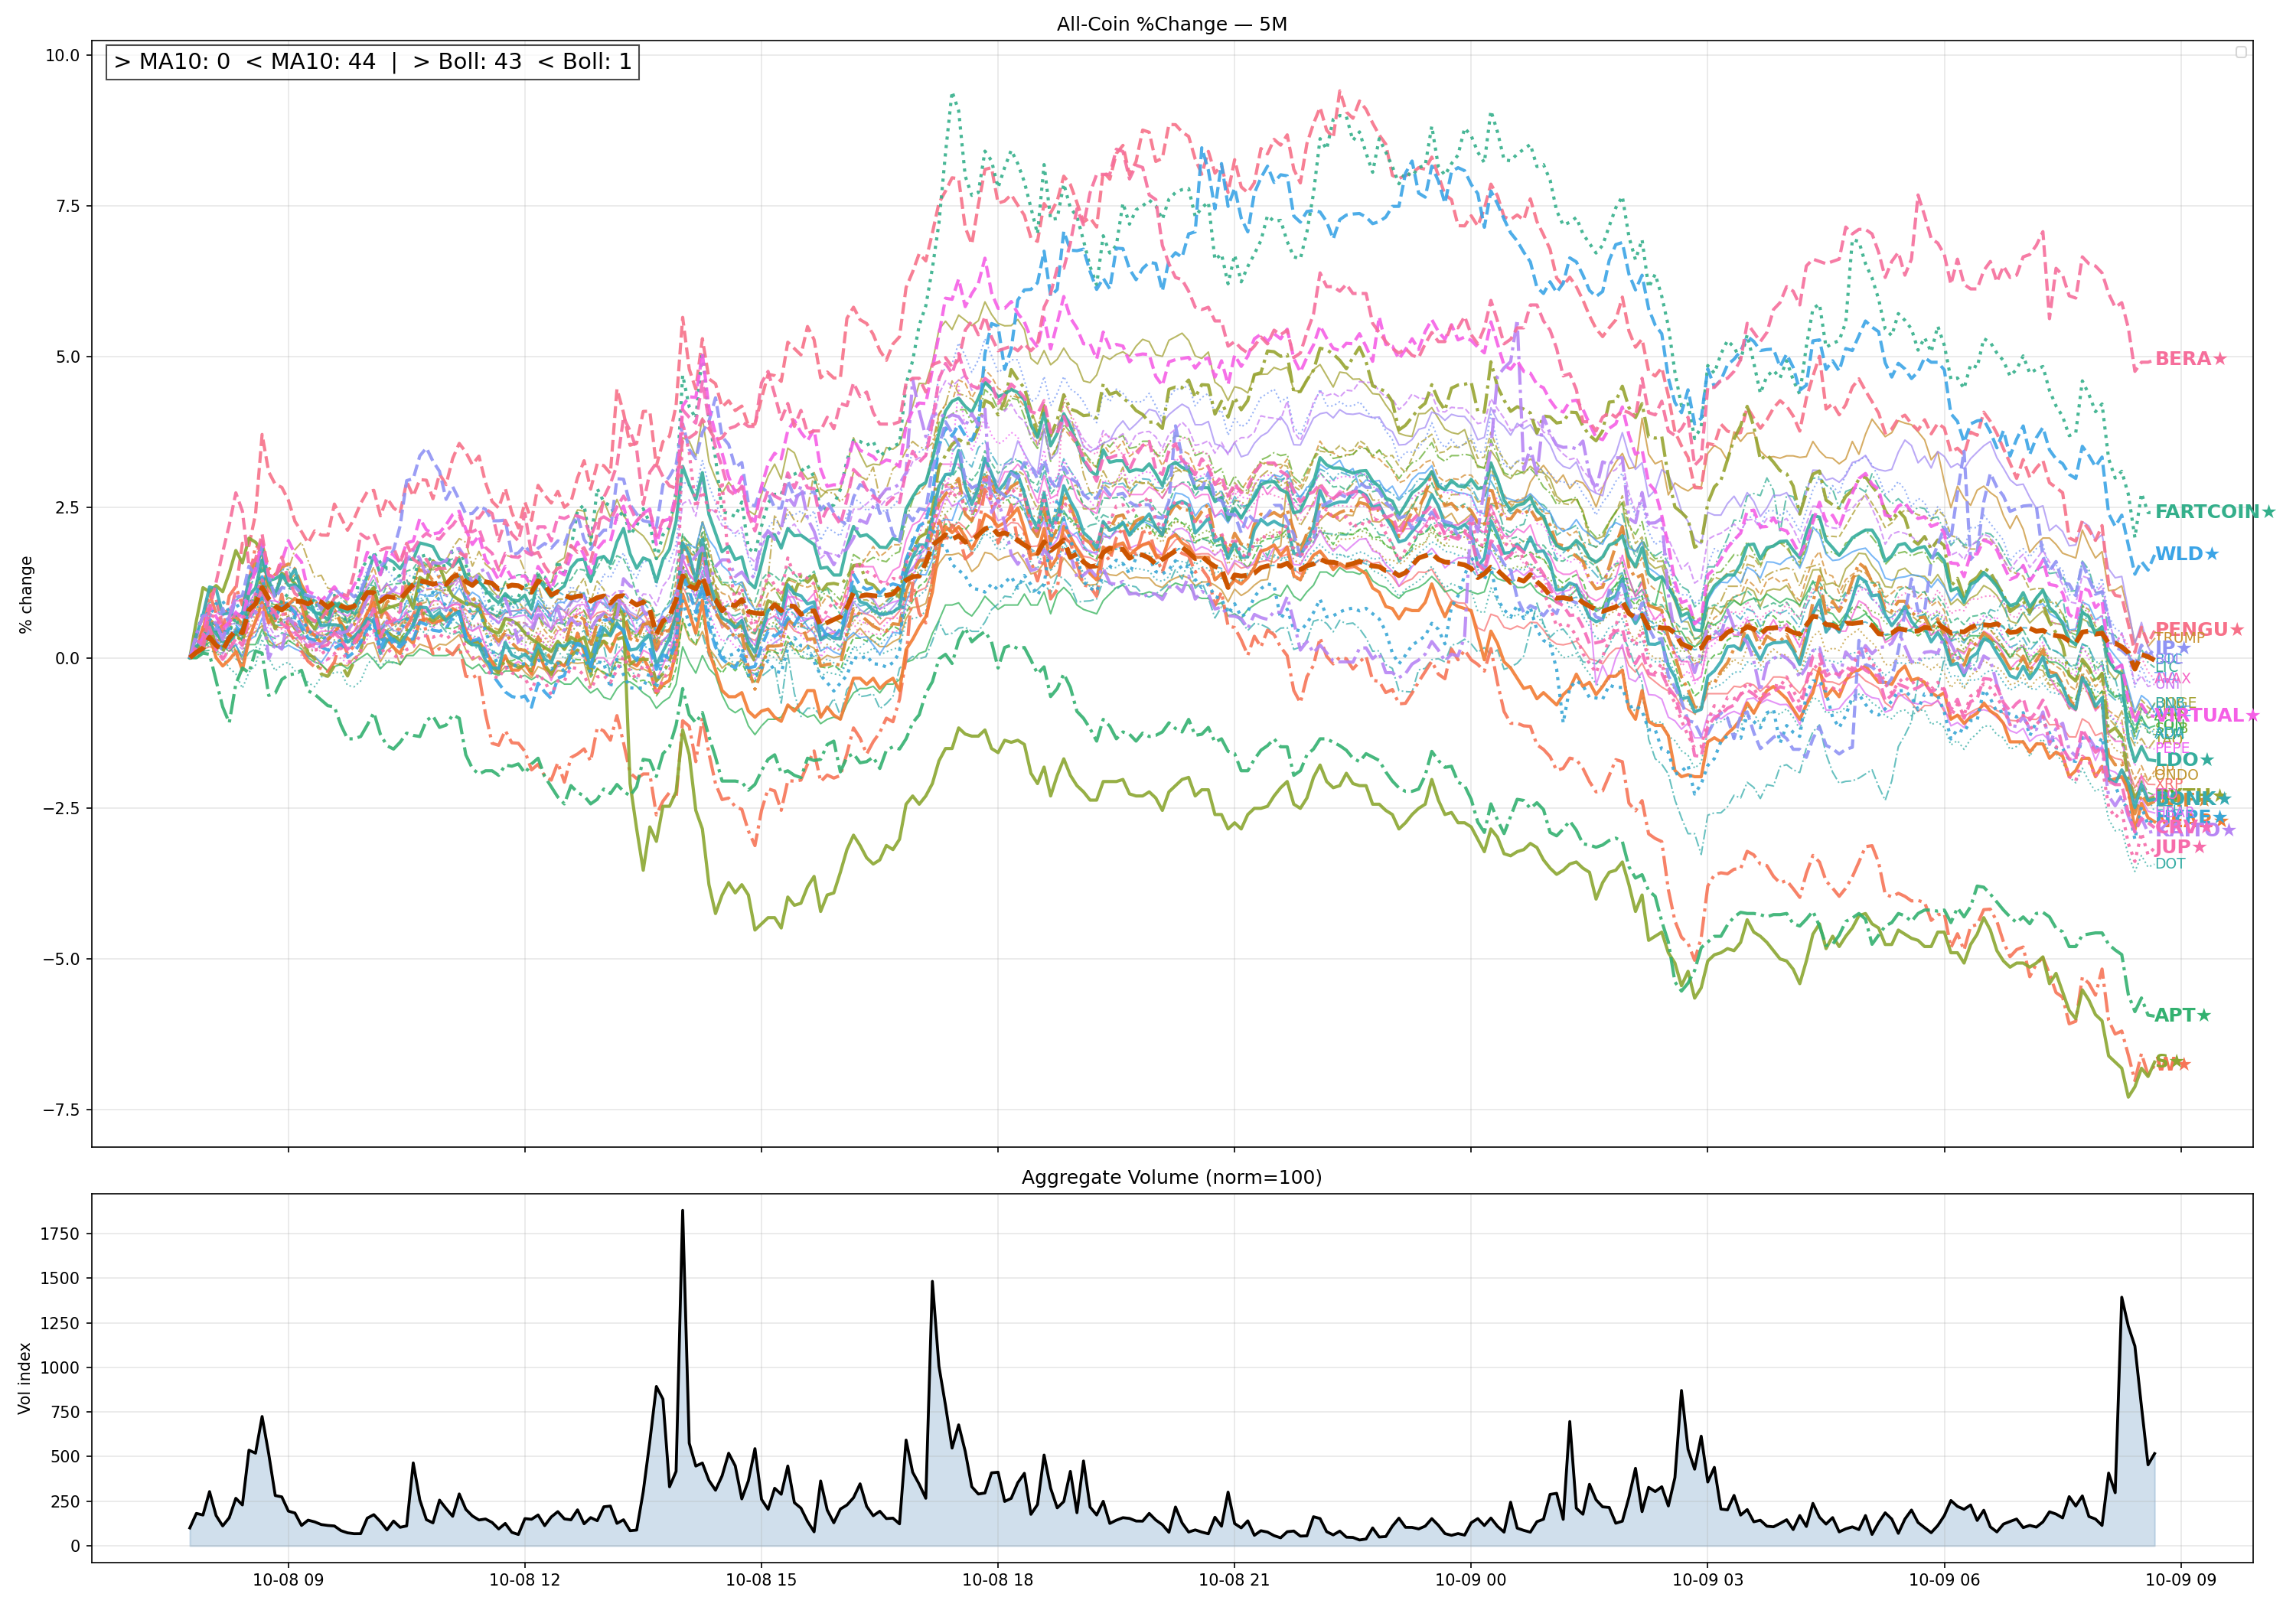 All-Coin %Change — 5M
> MA10: 0  < MA10: 44  |  > Boll: 43  < Boll: 1
% change
10.0
7.5
5.0
2.5
0.0
−2.5
−5.0
−7.5
BERA★
FARTCOIN★
WLD★
PENGU★
TRUMP
IP★
UNI
VIRTUAL★
PEPE
LDO★
ONDO
XRP
BONK★
HYPE★
KAITO★
JUP★
DOT
APT★
S★
Aggregate Volume (norm=100)
Vol index
1750
1500
1250
1000
750
500
250
0
10-08 09
10-08 12
10-08 15
10-08 18
10-08 21
10-09 00
10-09 03
10-09 06
10-09 09